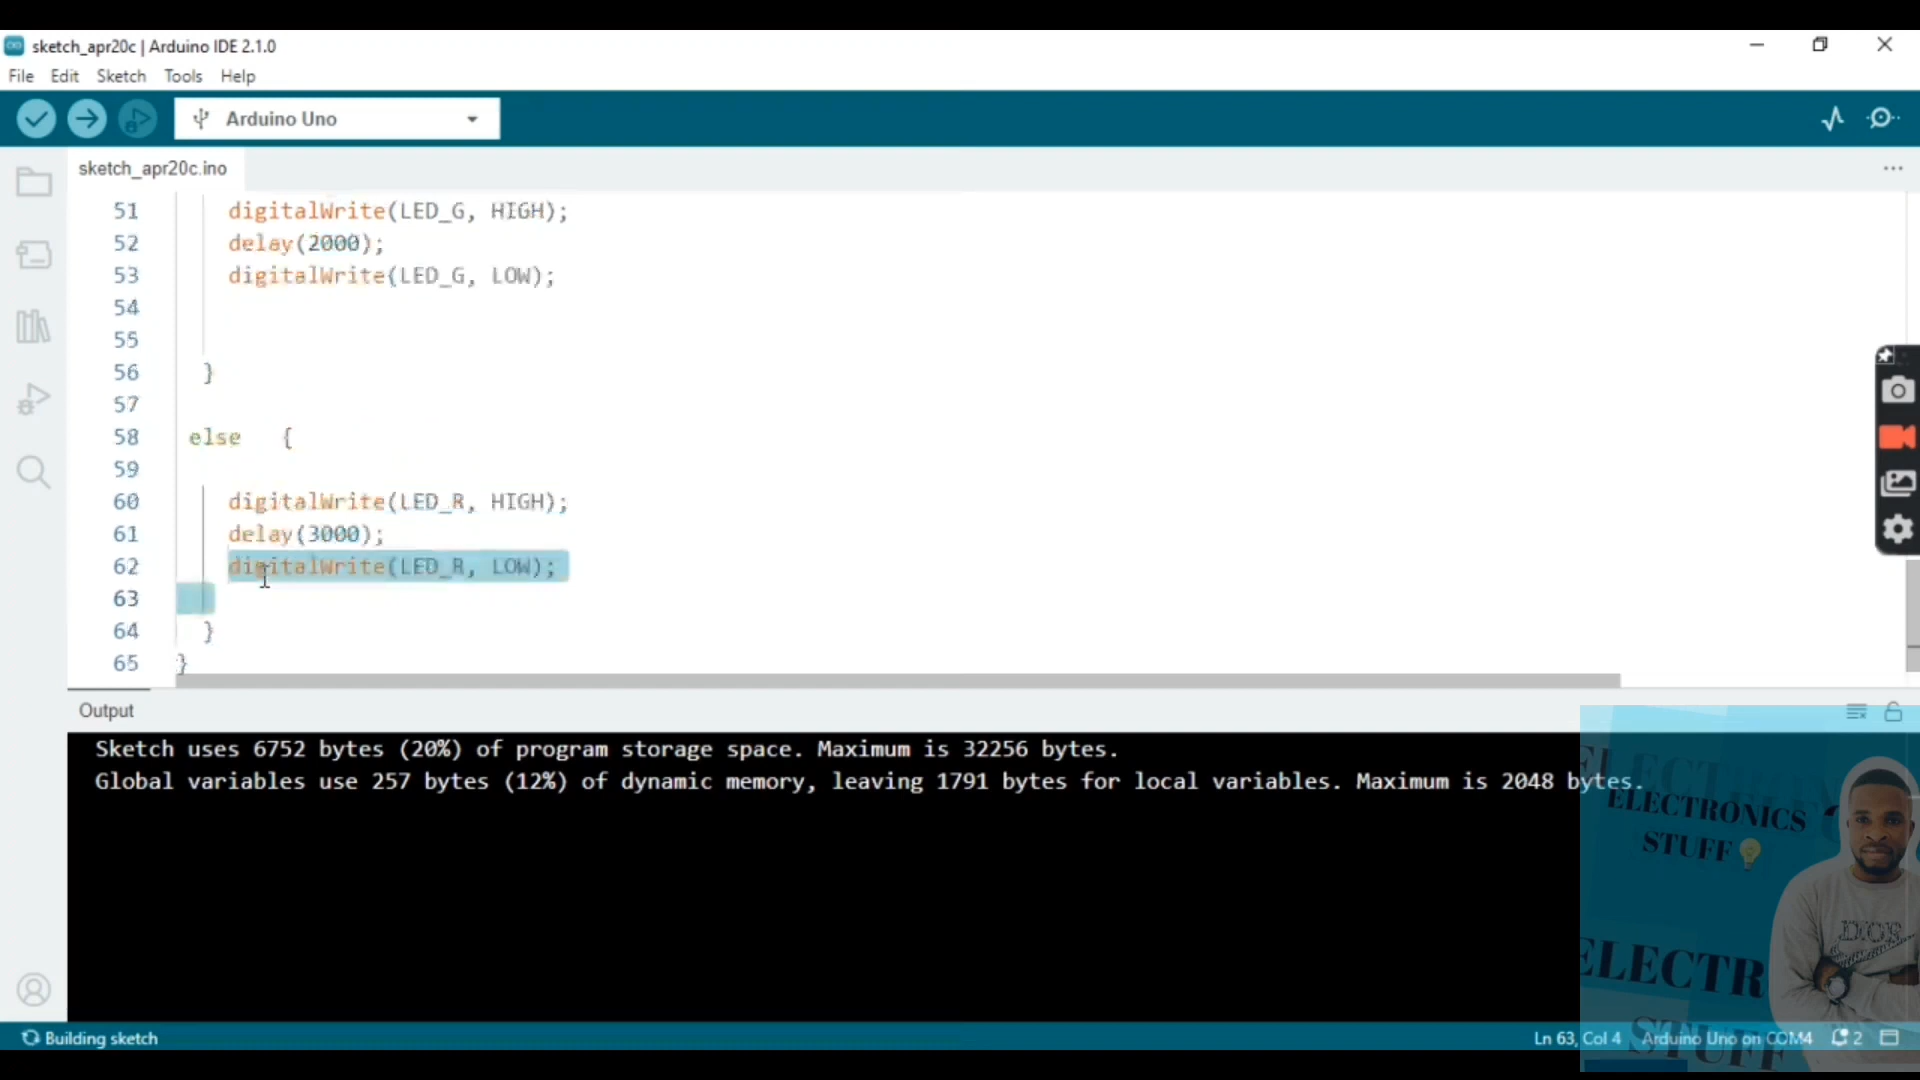 sketch_apr20c | Arduino IDE 2.1.0
File Edit Sketch Tools Help
Arduino Uno
sketch_apr20c.ino
51 digitalWrite(LED_G, HIGH);
52 delay(2000);
53 digitalWrite(LED_G, LOW);
54
55
56 }
57
58 else {
59
60 digitalWrite(LED_R, HIGH);
61 delay(3000);
62 digitalWrite(LED_R, LOW);
63
64 }
65 }
Output
Sketch uses 6752 bytes (20%) of program storage space. Maximum is 32256 bytes.
Global variables use 257 bytes (12%) of dynamic memory, leaving 1791 bytes for local variables. Maximum is 2048 bytes.
ELECTRONICS
STUFF
ELECTR
STUFF
Building sketch
Ln 63, Col 4 Arduino Uno on COM4 2